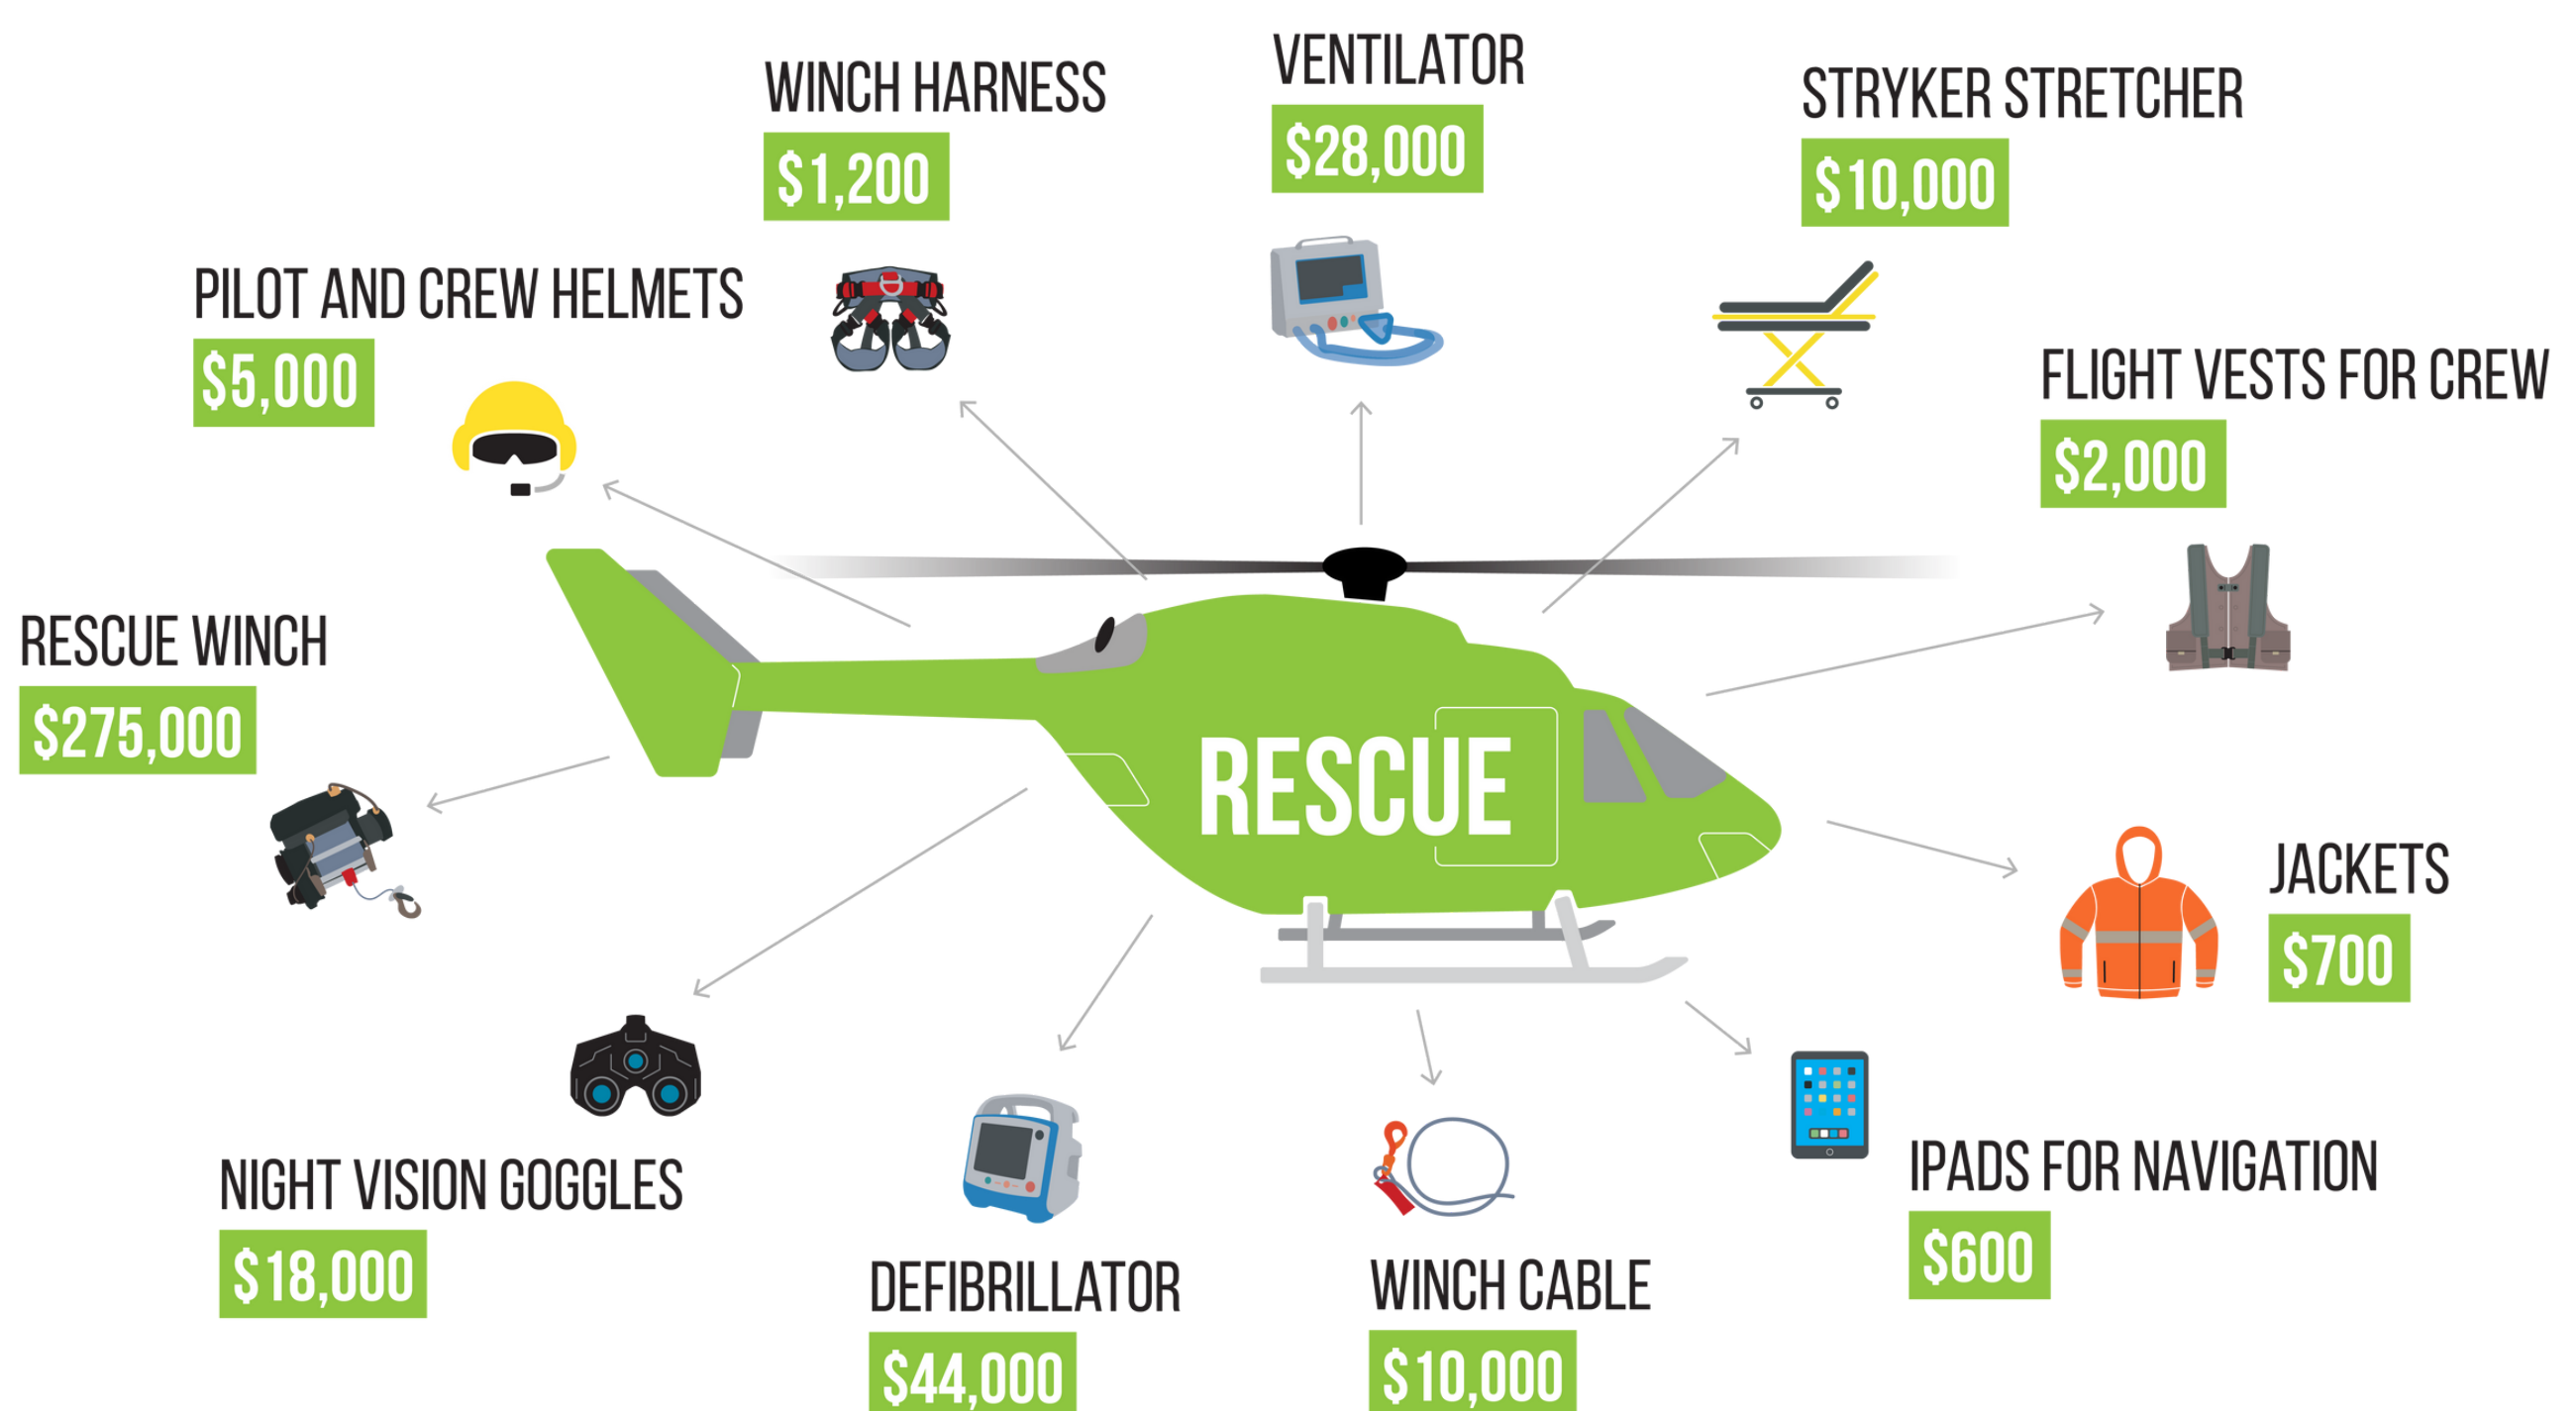 VENTILATOR
$28,000
WINCH HARNESS
$1,200
STRYKER STRETCHER
$10,000
PILOT AND CREW HELMETS
$5,000
FLIGHT VESTS FOR CREW
$2,000
RESCUE WINCH
$275,000
RESCUE
JACKETS
$700
NIGHT VISION GOGGLES
$18,000
DEFIBRILLATOR
$44,000
WINCH CABLE
$10,000
IPADS FOR NAVIGATION
$600